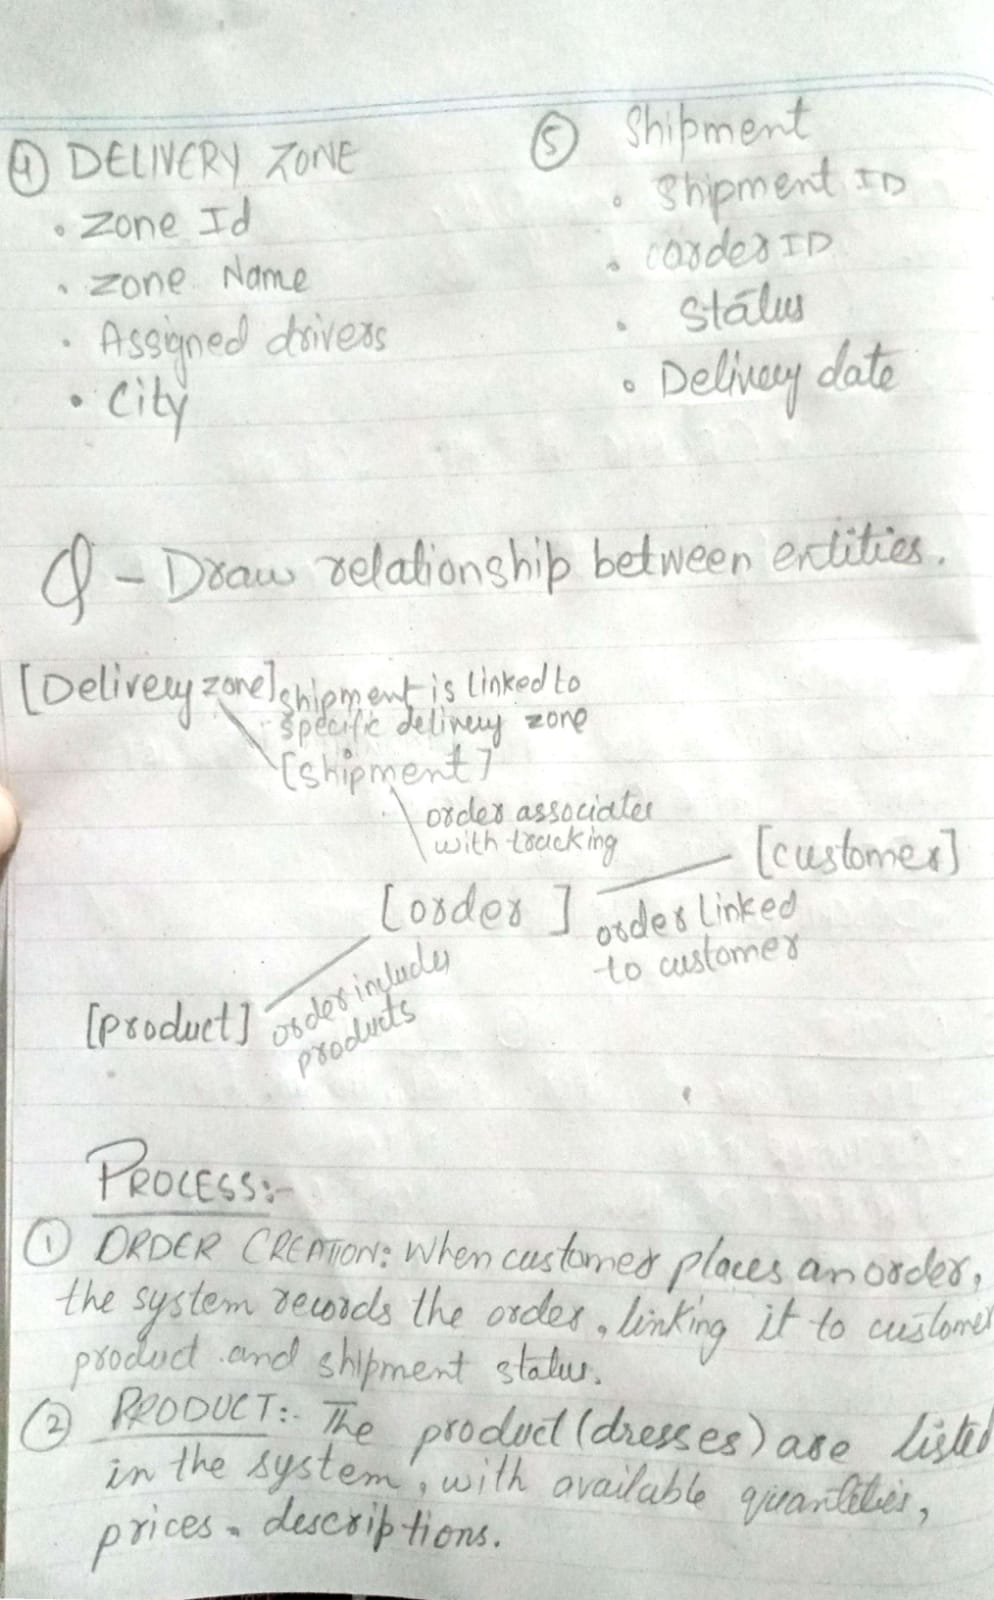 ④ DELIVERY ZONE
• Zone Id
• zone Name
• Assigned drivers
• City
⑤ Shipment
• Shipment ID
• order ID
• Status
• Delivery date
Q - Draw relationship between entities.
[Delivery zone] shipment is linked to
specific delivery zone
[shipment]
order associates
with tracking
[customer]
[order] order linked
to customer
[product] order includes
products
PROCESS:-
① ORDER CREATION: When customer places an order,
the system records the order, linking it to customer
product and shipment status.
② PRODUCT:- The product (dresses) are listed
in the system, with available quantities,
prices, descriptions.